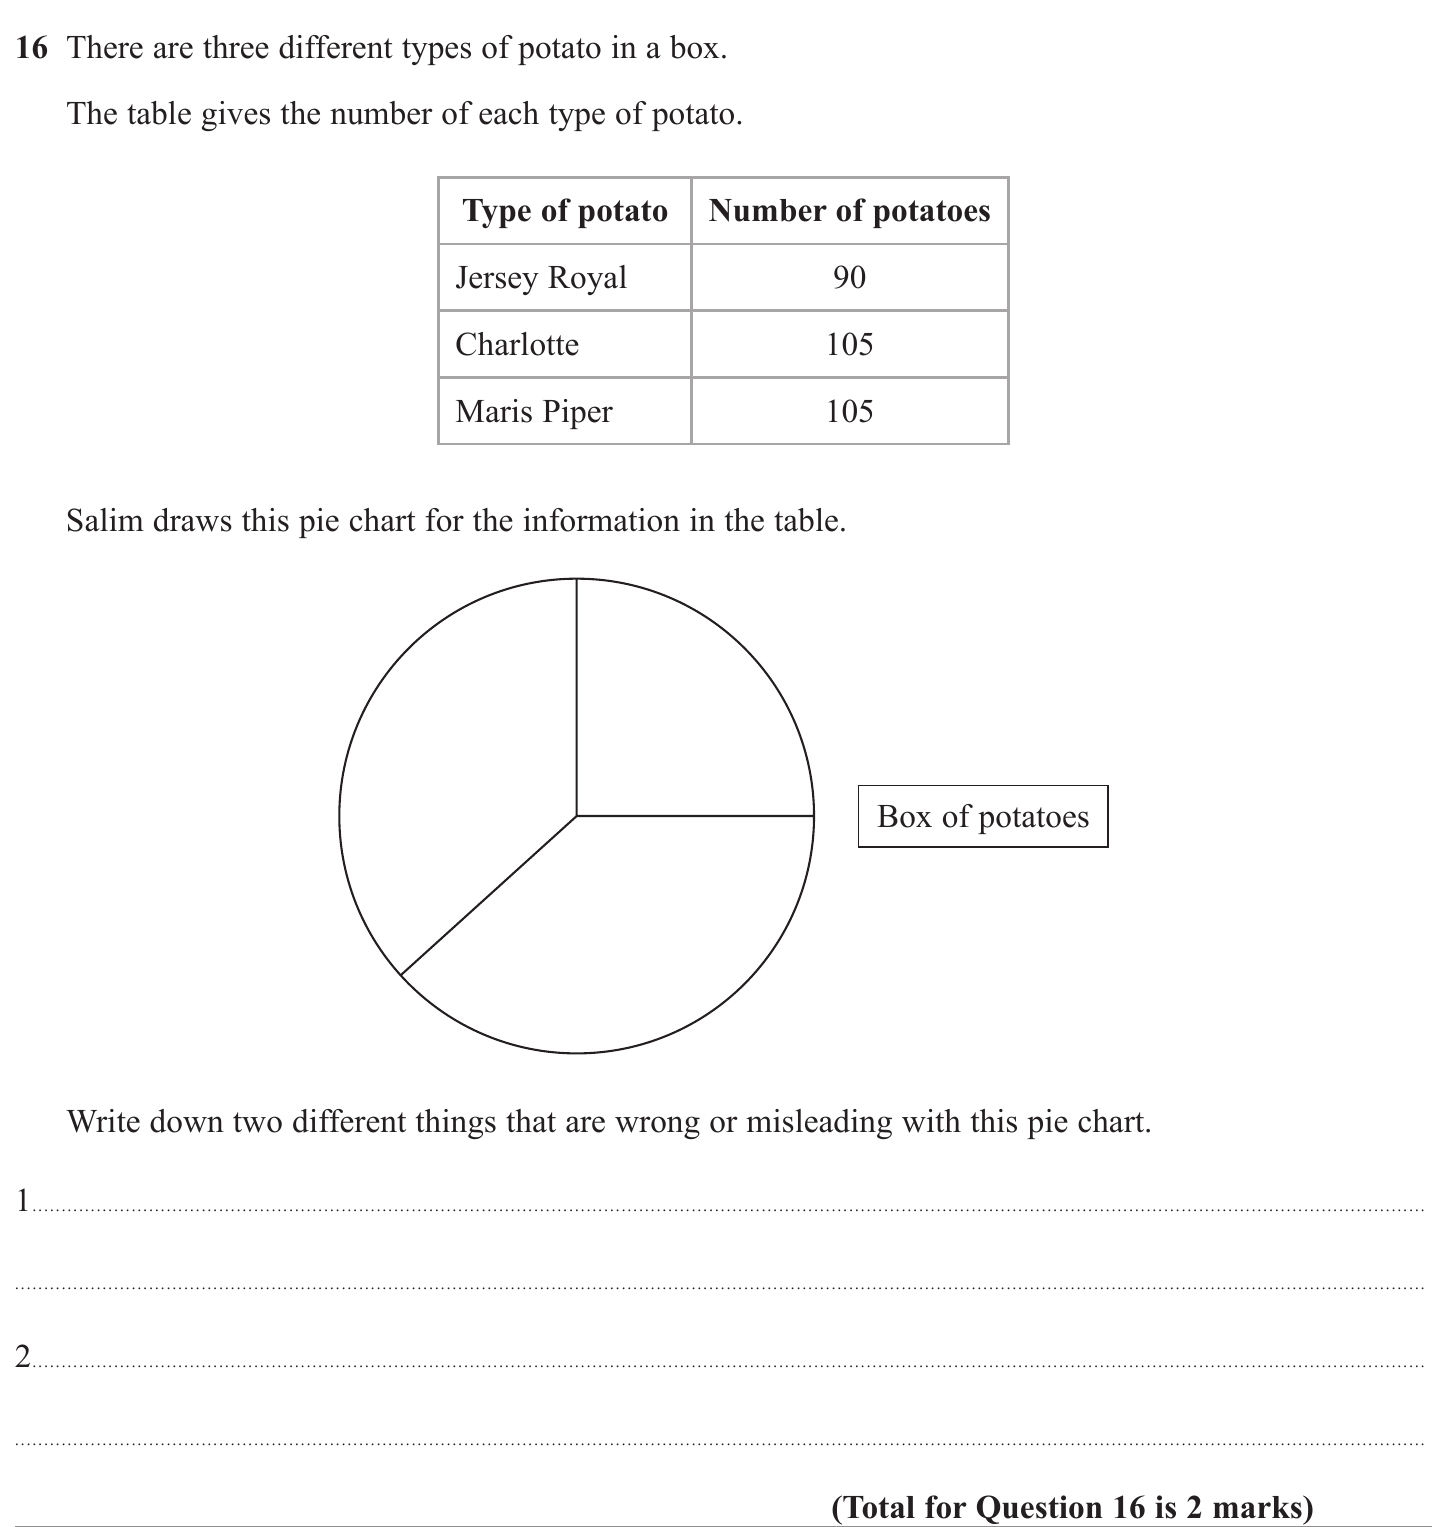 16 There are three different types of potato in a box.
The table gives the number of each type of potato.
Type of potato Number of potatoes
Jersey Royal 90
Charlotte 105
Maris Piper 105
Salim draws this pie chart for the information in the table.
Box of potatoes
Write down two different things that are wrong or misleading with this pie chart.
1
2
(Total for Question 16 is 2 marks)